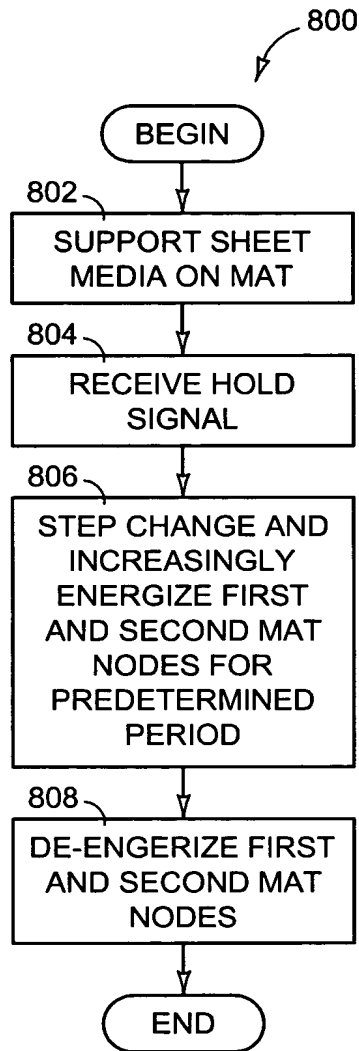 800
BEGIN
802
SUPPORT SHEET
MEDIA ON MAT
804
RECEIVE HOLD
SIGNAL
806
STEP CHANGE AND
INCREASINGLY
ENERGIZE FIRST
AND SECOND MAT
NODES FOR
PREDETERMINED
PERIOD
808
DE-ENGERIZE FIRST
AND SECOND MAT
NODES
END